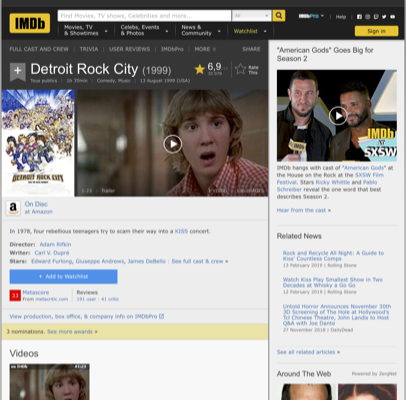 IMDb
Find Movies, TV shows, Celebrities and more...
All
IMDbPro
Help
Movies, TV & Showtimes
Celebs, Events & Photos
News & Community
Watchlist
Sign in
FULL CAST AND CREW | TRIVIA | USER REVIEWS | IMDbPro | MORE
SHARE
Detroit Rock City (1999)
6,9/10
Rate This
1h 35min | Comedy, Music | 13 August 1999 (USA)
DETROIT ROCK CITY
Trailer
On Disc
at Amazon
In 1978, four rebellious teenagers try to scam their way into a KISS concert.
Director: Adam Rifkin
Writer: Carl V. Dupré
Stars: Edward Furlong, Giuseppe Andrews, James DeBello | See full cast & crew »
+ Add to Watchlist
33
Metascore
From metacritic.com
Reviews
191 user | 61 critic
View production, box office, & company info on IMDbPro
3 nominations. See more awards »
Videos
"American Gods" Goes Big for
Season 2
IMDb
AT
SXSW
IMDb hangs with cast of "American Gods" at
the House on the Rock at the SXSW Film
Festival. Stars Ricky Whittle and Pablo
Schreiber reveal the one word that best
describes Season 2.
Hear from the cast »
Related News
Rock and Recycle All Night: A Guide to
Kiss' Countless Comps
13 February 2019 | Rolling Stone
Watch Kiss Play Smallest Show in Two
Decades at Whisky a Go Go
12 February 2019 | Rolling Stone
Untold Horror Announces November 30th
3D Screening of The Hole at Hollywood's
Tcl Chinese Theatre, John Landis to Host
Q&A with Joe Dante
27 November 2018 | DailyDead
See all related articles »
Around The Web
Powered by ZergNet